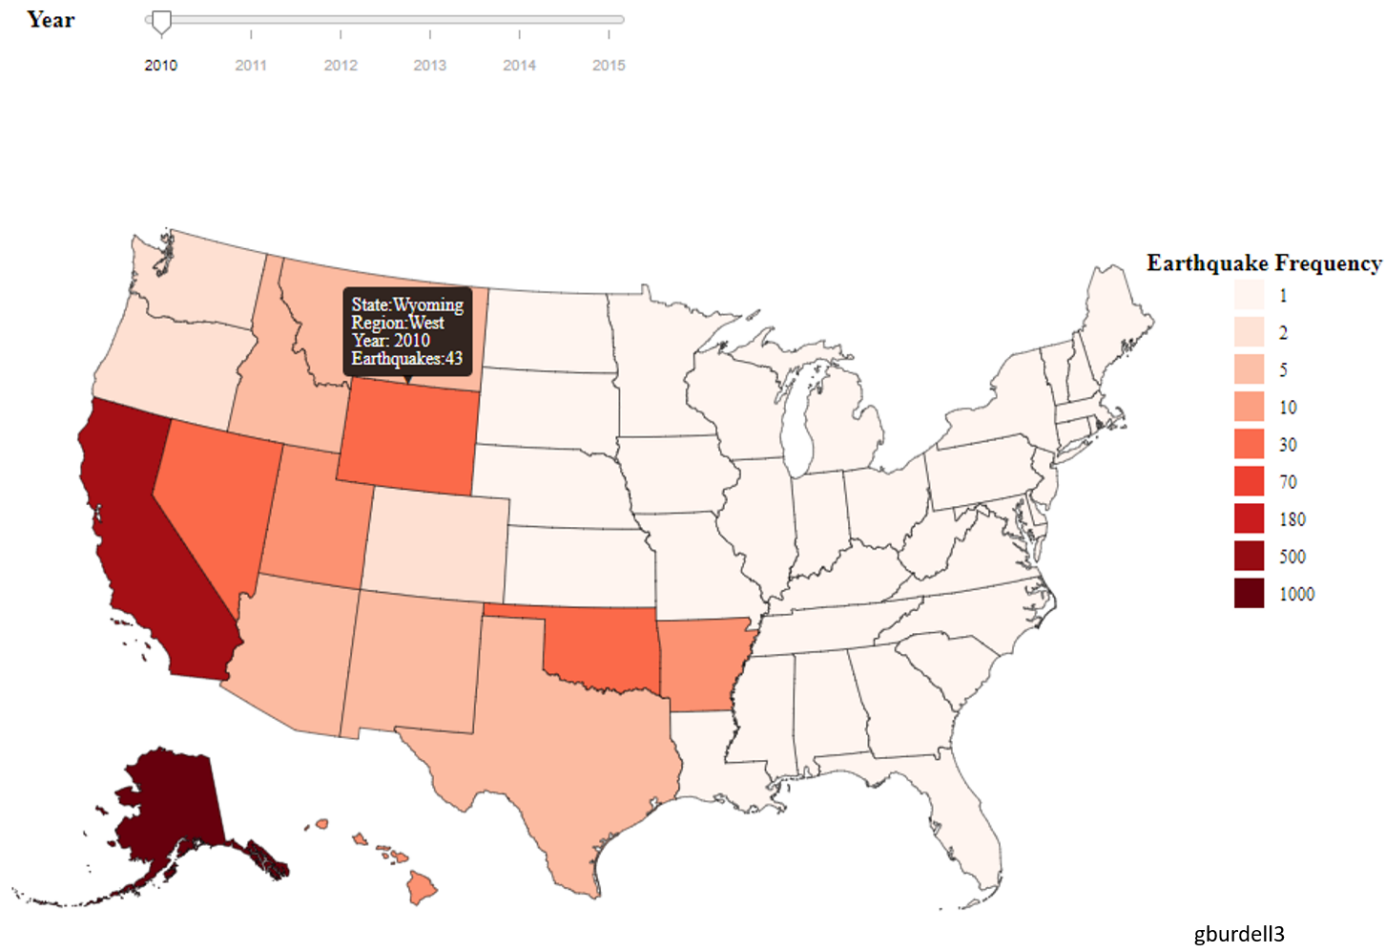 Year
2010 2011 2012 2013 2014 2015
State:Wyoming
Region:West
Year: 2010
Earthquakes:43
Earthquake Frequency
1
2
5
10
30
70
180
500
1000
gburdell3